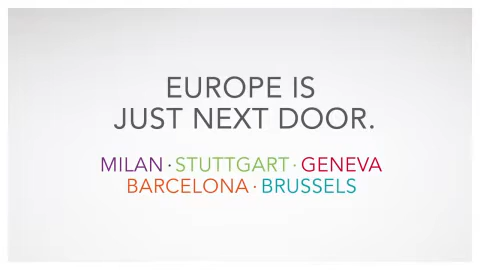 EUROPE IS
JUST NEXT DOOR.
MILAN · STUTTGART · GENEVA
BARCELONA · BRUSSELS